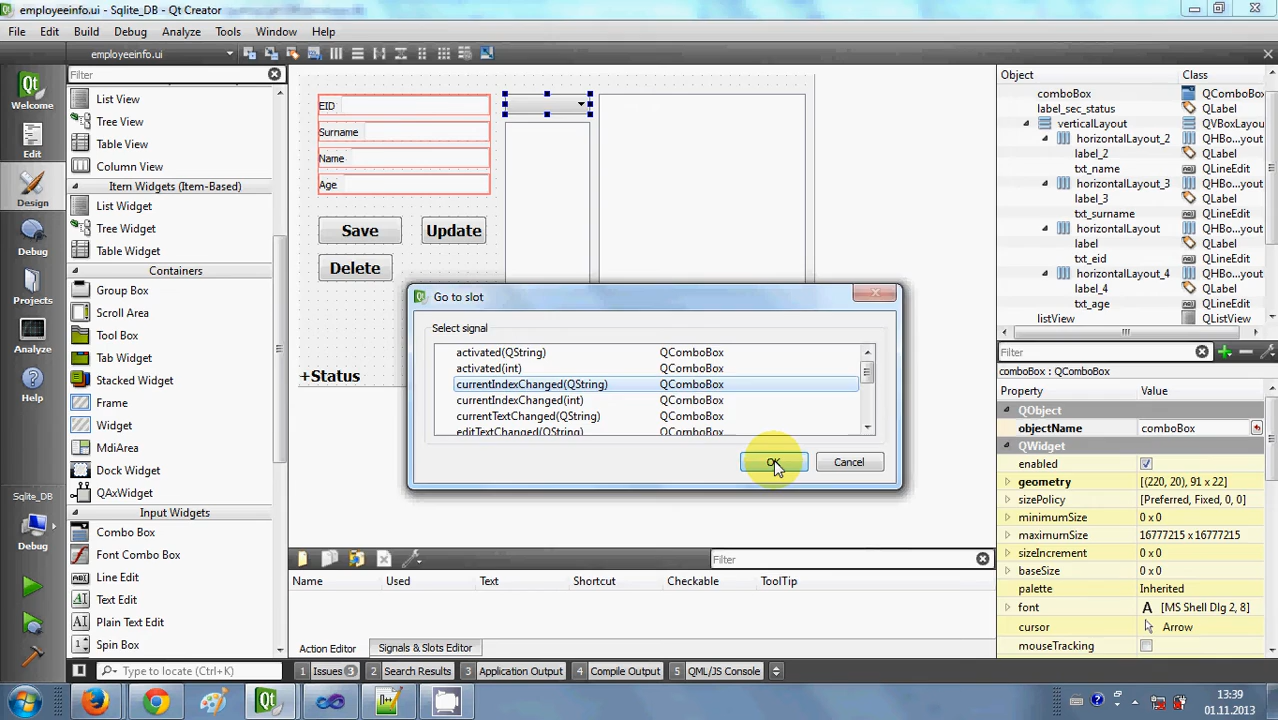 employeeinfo.ui - Sqlite_DB - Qt Creator
File Edit Build Debug Analyze Tools Window Help
employeeinfo.ui
Filter
List View
Tree View
Table View
Column View
Item Widgets (Item-Based)
List Widget
Tree Widget
Table Widget
Containers
Group Box
Scroll Area
Tool Box
Tab Widget
Stacked Widget
Frame
Widget
MdiArea
Dock Widget
QAxWidget
Input Widgets
Combo Box
Font Combo Box
Line Edit
Text Edit
Plain Text Edit
Spin Box
Welcome
Edit
Design
Debug
Projects
Analyze
Help
Sqlite_DB
Debug
EID
Surname
Name
Age
Save Update
Delete
+Status
Go to slot
Select signal
activated(QString) QComboBox
activated(int) QComboBox
currentIndexChanged(QString) QComboBox
currentIndexChanged(int) QComboBox
currentTextChanged(QString) QComboBox
editTextChanged(QString) QComboBox
OK Cancel
Filter
Name Used Text Shortcut Checkable ToolTip
Action Editor Signals & Slots Editor
Object Class
comboBox QComboBox
label_sec_status QLabel
verticalLayout QVBoxLayout
horizontalLayout_2 QHBo...yout
label_2 QLabel
txt_name QLineEdit
horizontalLayout_3 QHBo...yout
label_3 QLabel
txt_surname QLineEdit
horizontalLayout QHBo...yout
label QLabel
txt_eid QLineEdit
horizontalLayout_4 QHBo...yout
label_4 QLabel
txt_age QLineEdit
listView QListView
Filter
comboBox : QComboBox
Property Value
QObject
objectName comboBox
QWidget
enabled
geometry [(220, 20), 91 x 22]
sizePolicy [Preferred, Fixed, 0, 0]
minimumSize 0 x 0
maximumSize 16777215 x 16777215
sizeIncrement 0 x 0
baseSize 0 x 0
palette Inherited
font A [MS Shell Dlg 2, 8]
cursor Arrow
mouseTracking
Type to locate (Ctrl+K)
1 Issues 3 2 Search Results 3 Application Output 4 Compile Output 5 QML/JS Console
13:39
01.11.2013